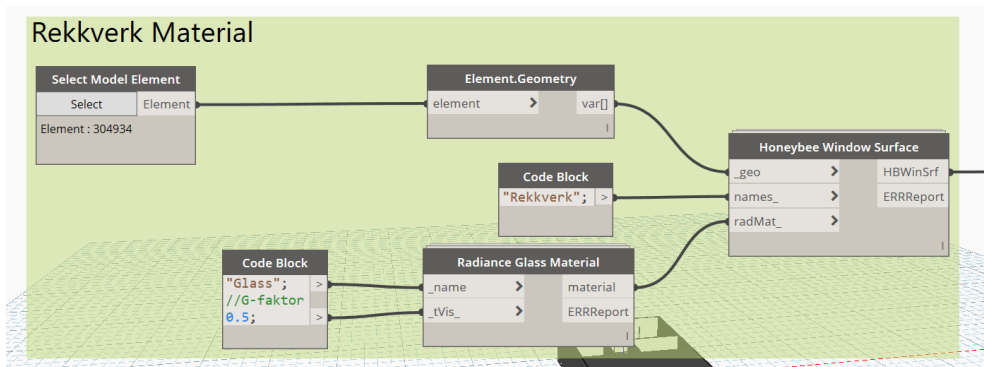 Rekkverk Material
Select Model Element
Select Element
Element : 304934
Element.Geometry
element > var[]
l
Code Block
"Rekkverk"; >
Honeybee Window Surface
_geo > HBWinSrf
names_ > ERRReport
radMat_ >
l
Code Block
"Glass"; >
//G-faktor
0.5; >
Radiance Glass Material
_name > material
_tVis_ > ERRReport
l